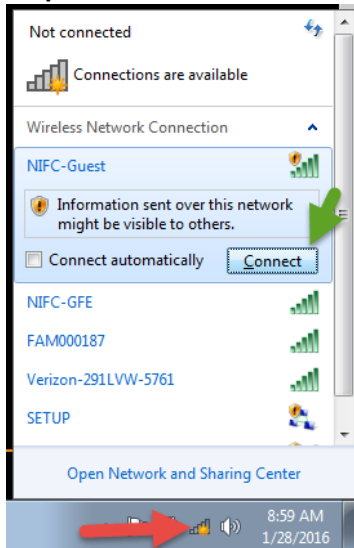 Not connected
Connections are available
Wireless Network Connection
NIFC-Guest
Information sent over this network
might be visible to others.
Connect automatically
Connect
NIFC-GFE
FAM000187
Verizon-291LVW-5761
SETUP
Open Network and Sharing Center
8:59 AM
1/28/2016